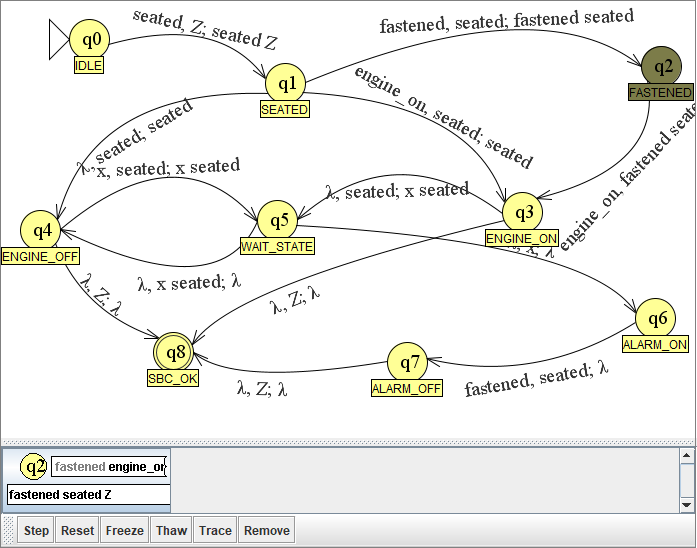 seated, Z; seated Z
fastened, seated; fastened seated
q0
IDLE
q1
SEATED
q2
FASTENED
engine_on, seated; seated
λ, seated; seated
x, seated; x seated
λ, seated; x seated
engine_on, fastened seate
q4
ENGINE_OFF
q5
WAIT_STATE
q3
ENGINE_ON
λ, x seated; λ
λ, Z; λ
λ, Z; λ
q6
ALARM_ON
q8
SBC_OK
q7
ALARM_OFF
λ, Z; λ
fastened, seated; λ
q2
fastened engine_on
fastened seated Z
Step
Reset
Freeze
Thaw
Trace
Remove